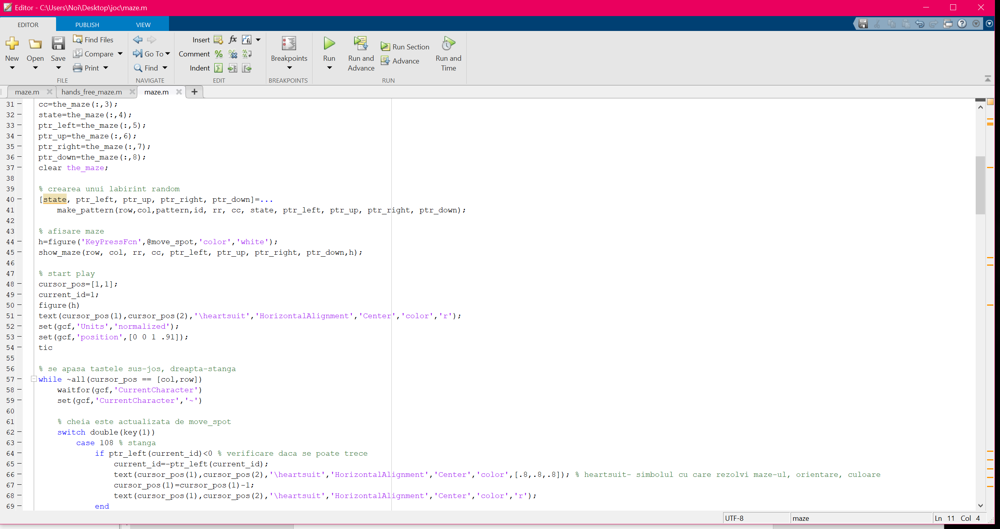 Editor - C:\Users\Noi\Desktop\joc\maze.m
EDITOR PUBLISH VIEW
New
Open
Save
Find Files
Compare
Print
FILE
Go To
Find
NAVIGATE
Insert fx
Comment
Indent
EDIT
Breakpoints
BREAKPOINTS
Run
Run and Advance
Run Section
Advance
Run and Time
RUN
maze.m hands_free_maze.m maze.m
31 cc=the_maze(:,3);
32 state=the_maze(:,4);
33 ptr_left=the_maze(:,5);
34 ptr_up=the_maze(:,6);
35 ptr_right=the_maze(:,7);
36 ptr_down=the_maze(:,8);
37 clear the_maze;
38
39 % crearea unui labirint random
40 [state, ptr_left, ptr_up, ptr_right, ptr_down]=...
41 make_pattern(row,col,pattern,id, rr, cc, state, ptr_left, ptr_up, ptr_right, ptr_down);
42
43 % afisare maze
44 h=figure('KeyPressFcn',@move_spot,'color','white');
45 show_maze(row, col, rr, cc, ptr_left, ptr_up, ptr_right, ptr_down,h);
46
47 % start play
48 cursor_pos=[1,1];
49 current_id=1;
50 figure(h)
51 text(cursor_pos(1),cursor_pos(2),'\heartsuit','HorizontalAlignment','Center','color','r');
52 set(gcf,'Units','normalized');
53 set(gcf,'position',[0 0 1 .91]);
54 tic
55
56 % se apasa tastele sus-jos, dreapta-stanga
57 while ~all(cursor_pos == [col,row])
58 waitfor(gcf,'CurrentCharacter')
59 set(gcf,'CurrentCharacter','~')
60
61 % cheia este actualizata de move_spot
62 switch double(key(1))
63 case 108 % stanga
64 if ptr_left(current_id)<0 % verificare daca se poate trece
65 current_id=-ptr_left(current_id);
66 text(cursor_pos(1),cursor_pos(2),'\heartsuit','HorizontalAlignment','Center','color',[.8,.8,.8]); % heartsuit- simbolul cu care rezolvi maze-ul, orientare, culoare
67 cursor_pos(1)=cursor_pos(1)-1;
68 text(cursor_pos(1),cursor_pos(2),'\heartsuit','HorizontalAlignment','Center','color','r');
69 end
UTF-8 maze Ln 11 Col 4